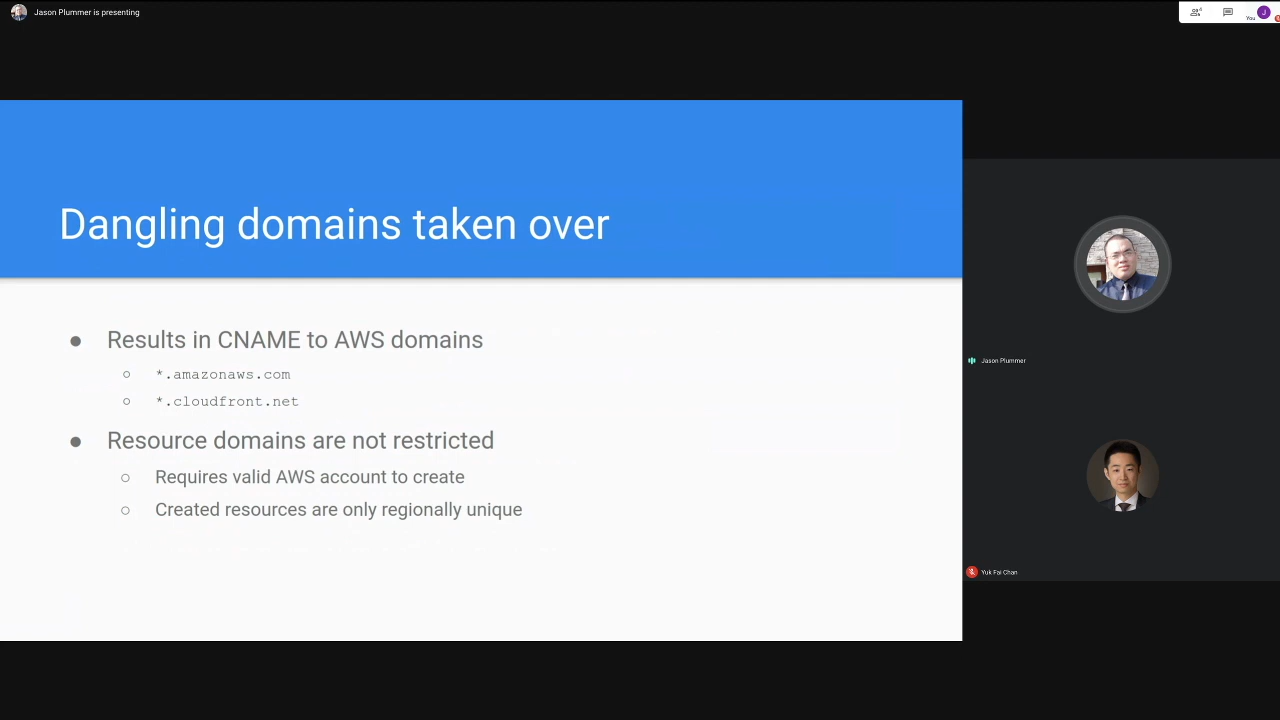 Jason Plummer is presenting
4
You
J
Dangling domains taken over
● Results in CNAME to AWS domains
○ *.amazonaws.com
○ *.cloudfront.net
● Resource domains are not restricted
○ Requires valid AWS account to create
○ Created resources are only regionally unique
Jason Plummer
Yuk Fai Chan